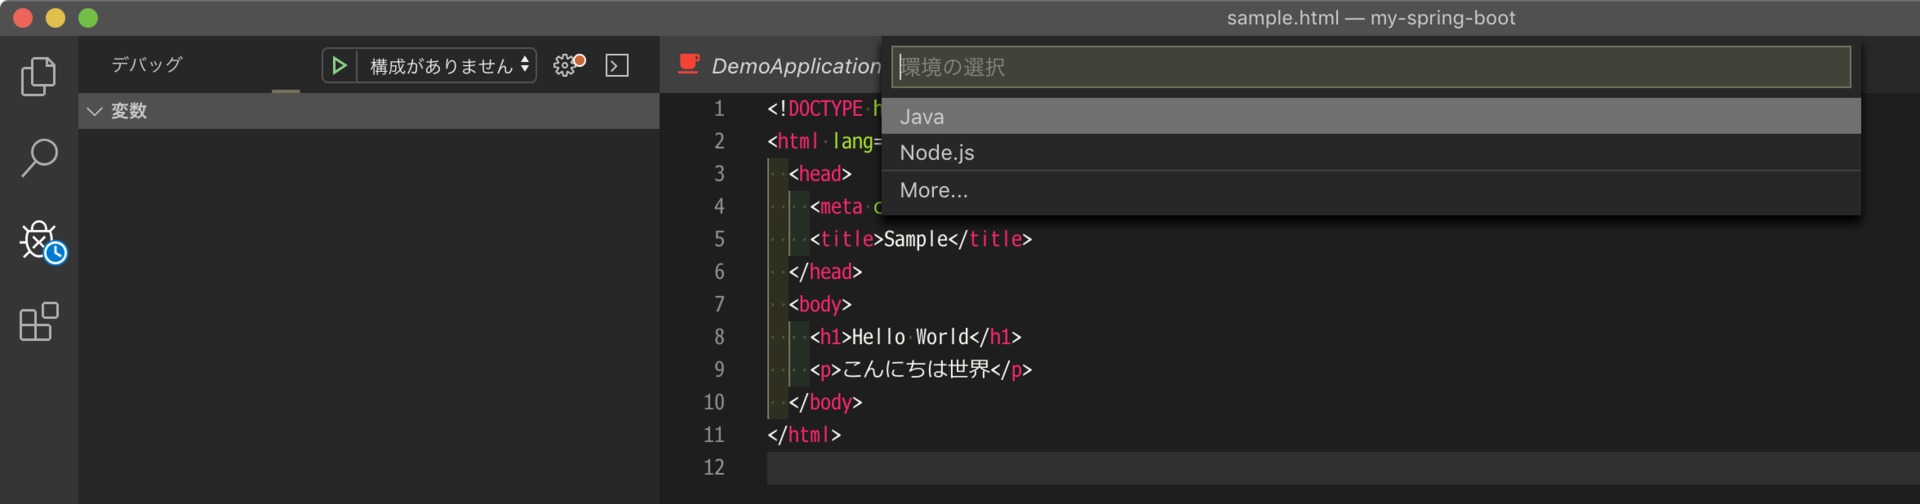 sample.html — my-spring-boot
デバッグ
構成がありません
変数
DemoApplication
環境の選択
Java
Node.js
More...
1 <!DOCTYPE h
2 <html lang=
3 <head>
4 <meta c
5 <title>Sample</title>
6 </head>
7 <body>
8 <h1>Hello World</h1>
9 <p>こんにちは世界</p>
10 </body>
11 </html>
12